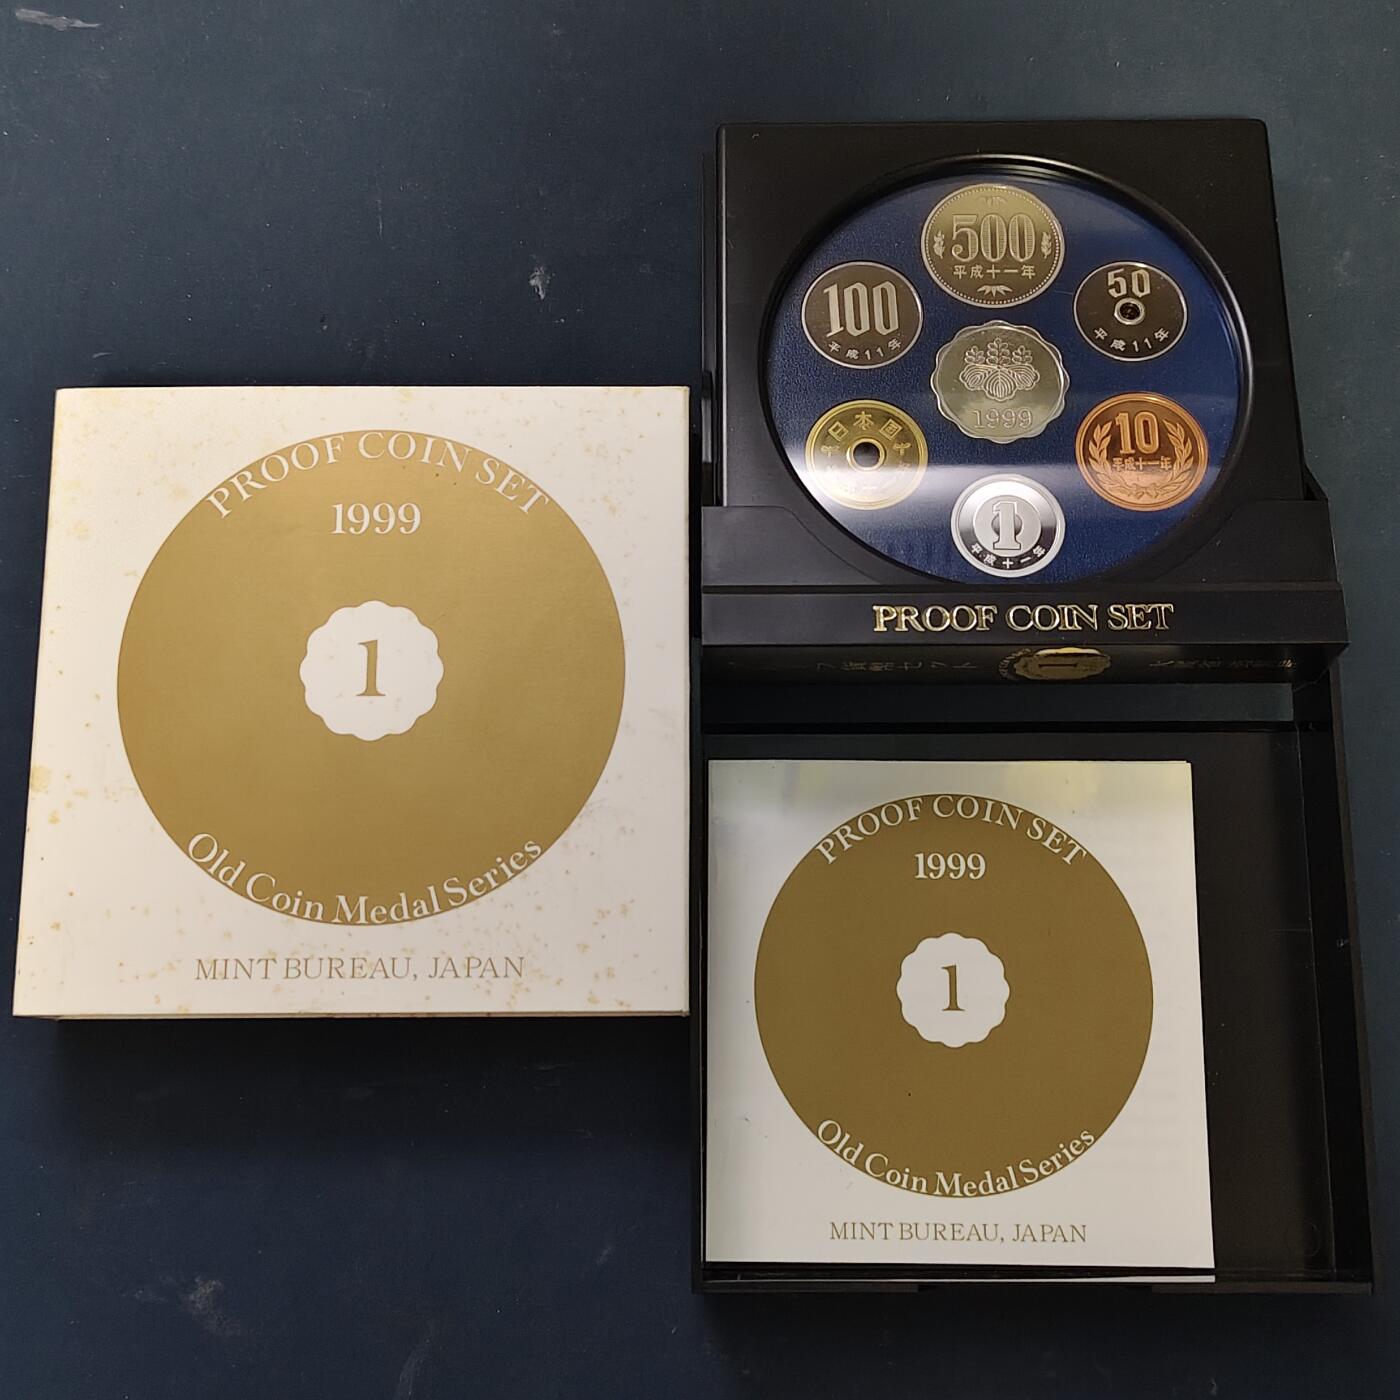 PROOF COIN SET
1999
1
Old Coin Medal Series
MINT BUREAU, JAPAN
500
平成十一年
100
平成11年
50
平成11年
1999
日本国
10
平成十一年
1
平成十一年
PROOF COIN SET
1
PROOF COIN SET
1999
1
Old Coin Medal Series
MINT BUREAU, JAPAN